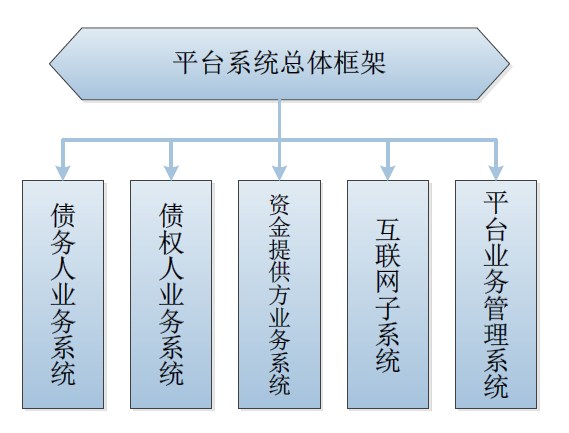 平台系统总体框架
债务人业务系统
债权人业务系统
资金提供方业务系统
互联网子系统
平台业务管理系统